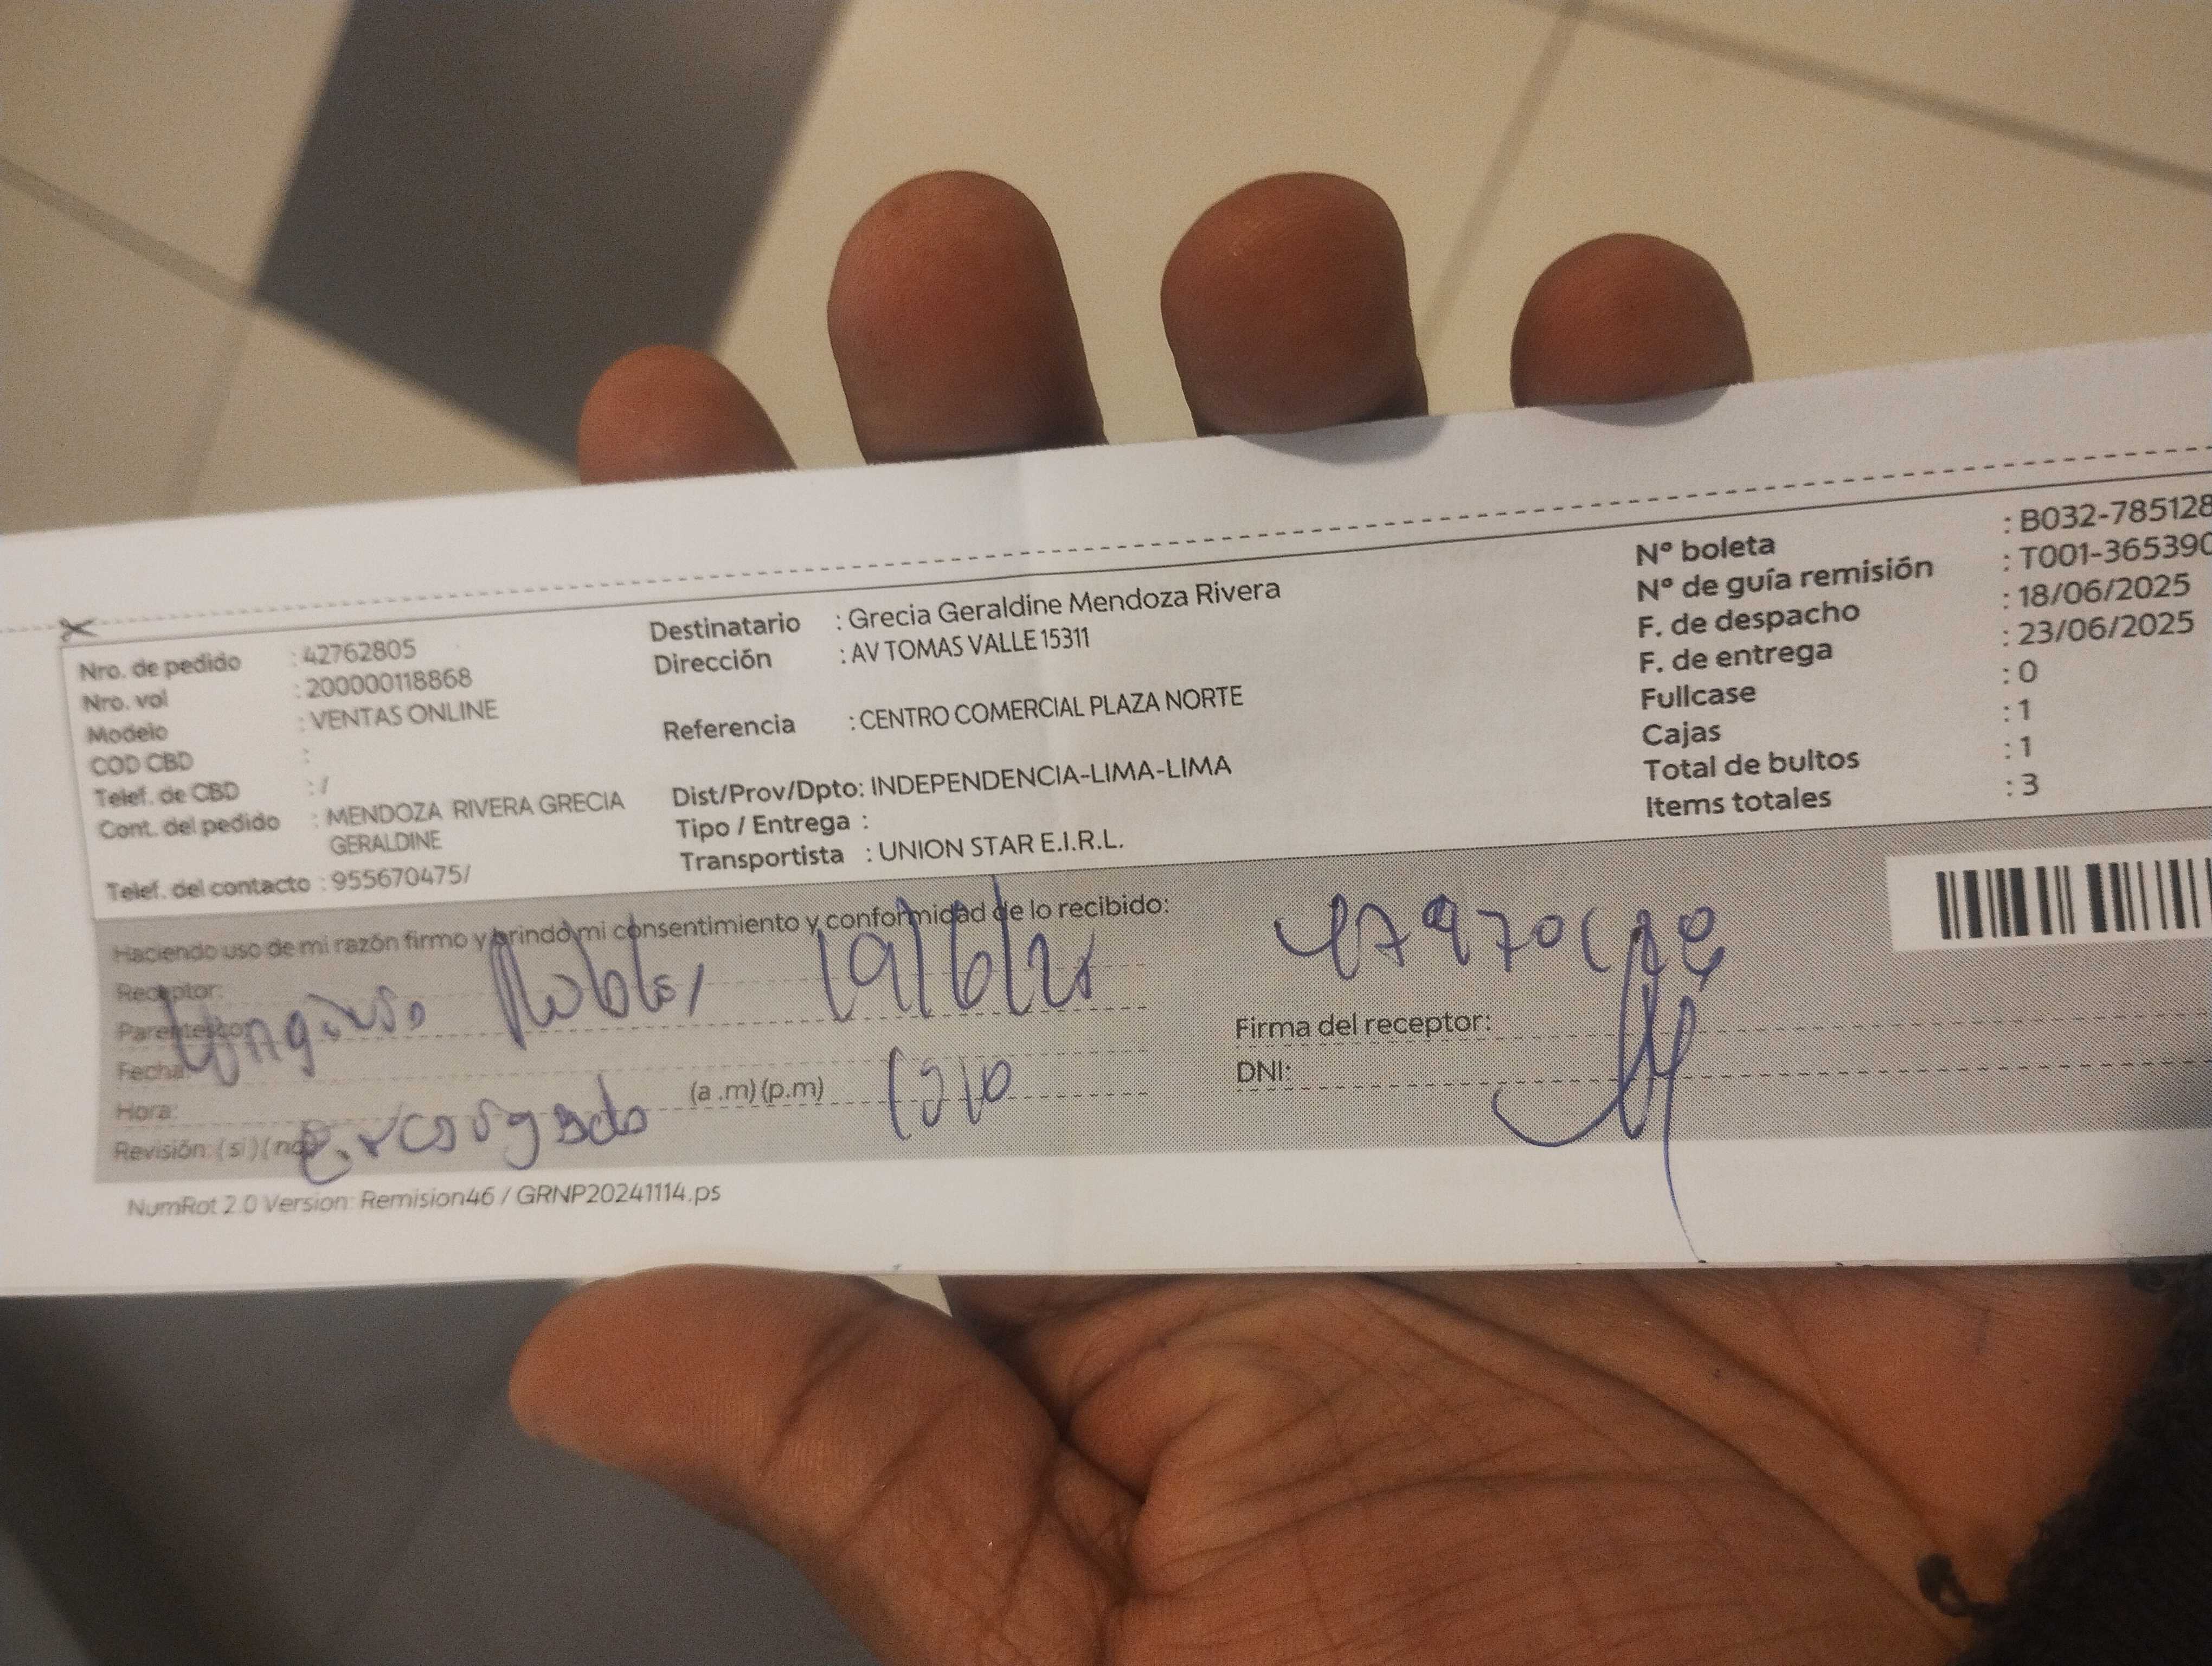 Nro. de pedido : 42762805
Nro. vol : 200000118868
Modelo : VENTAS ONLINE
COD CBD :
Telef. de CBD : /
Cont. del pedido : MENDOZA RIVERA GRECIA
GERALDINE
Telef. del contacto : 955670475/
Destinatario : Grecia Geraldine Mendoza Rivera
Dirección : AV TOMAS VALLE 15311
Referencia : CENTRO COMERCIAL PLAZA NORTE
Dist/Prov/Dpto: INDEPENDENCIA-LIMA-LIMA
Tipo / Entrega :
Transportista : UNION STAR E.I.R.L.
Nº boleta : B032-785128
Nº de guía remisión : T001-365390
F. de despacho : 18/06/2025
F. de entrega : 23/06/2025
Fullcase : 0
Cajas : 1
Total de bultos : 1
Items totales : 3
Haciendo uso de mi razón firmo y brindo mi consentimiento y conformidad de lo recibido:
Receptor:
Parentesco:
Robles 19/6/25
Fecha:
Hora: (a.m) (p.m)
Revisión: (si) (no)
encargado
Firma del receptor:
DNI:
NumRot 2.0 Version: Remision46 / GRNP20241114.ps